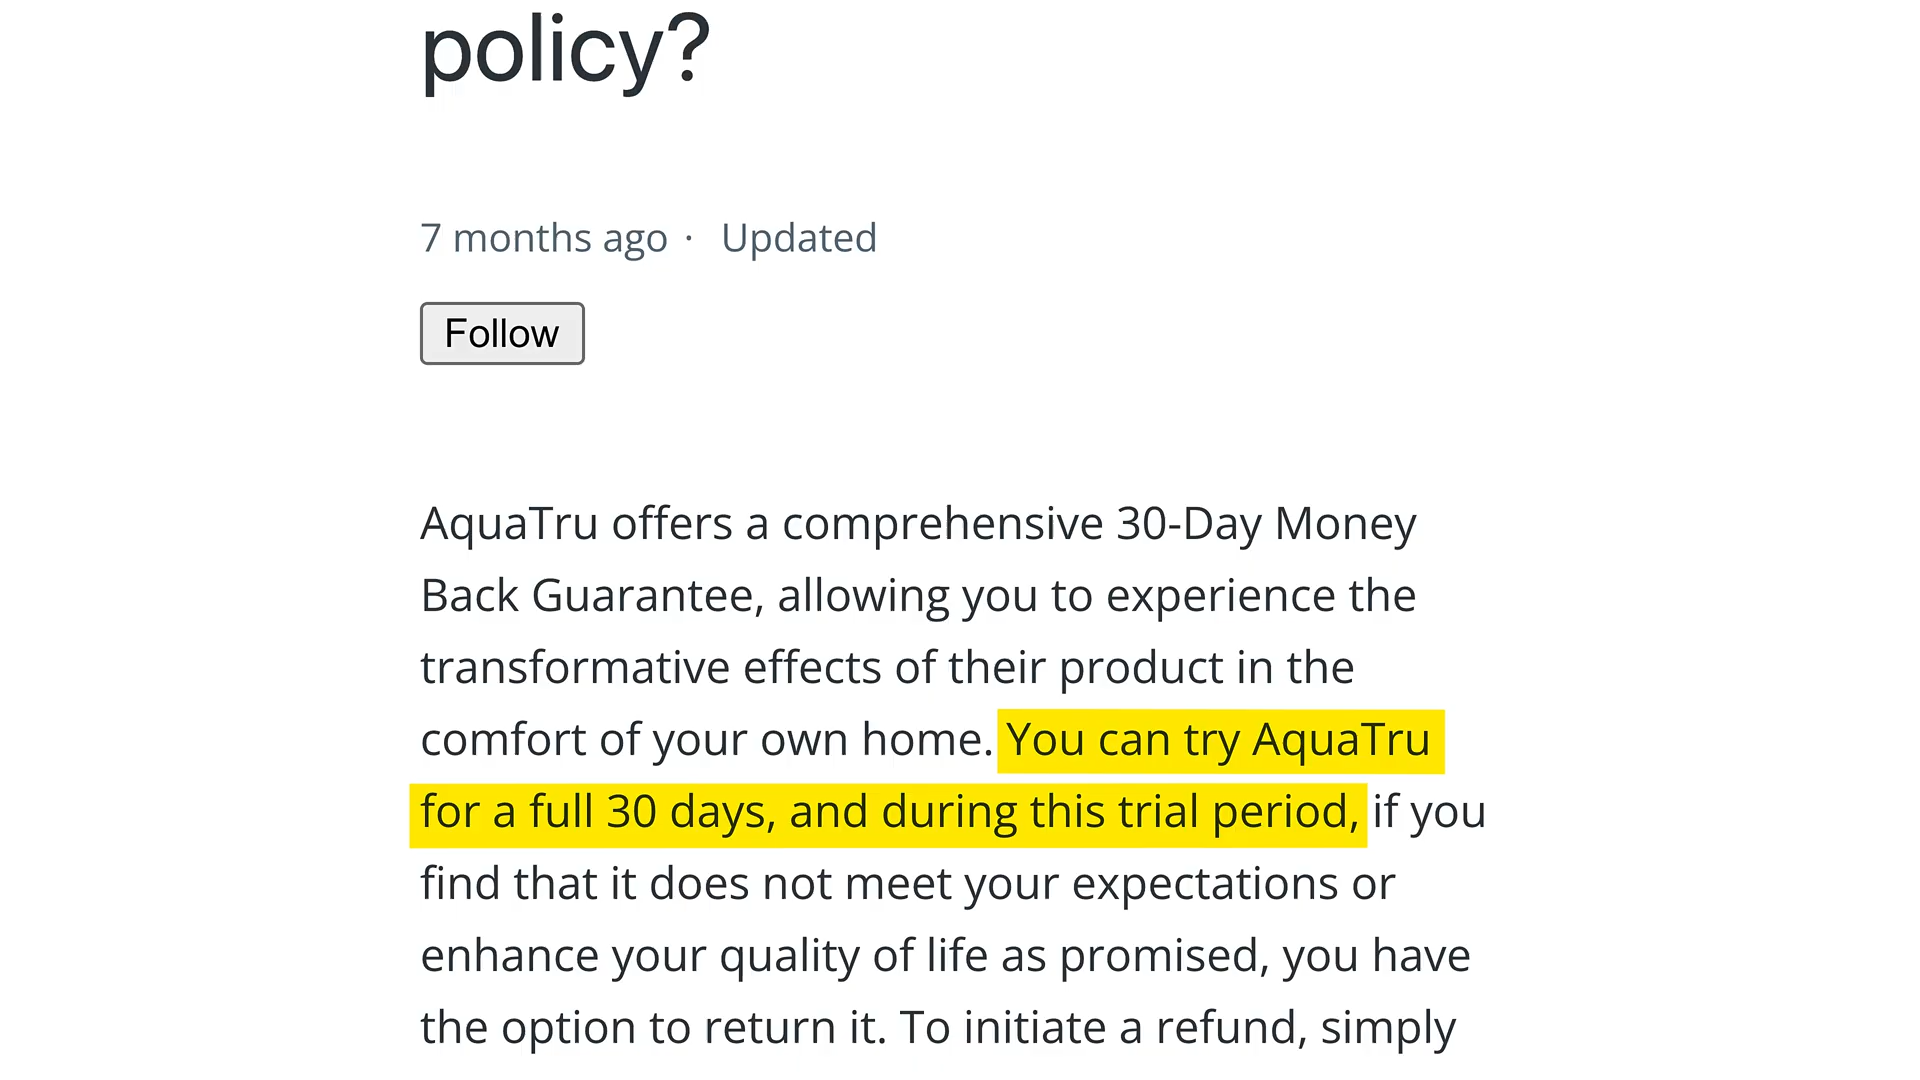 policy?
7 months ago · Updated
Follow
AquaTru offers a comprehensive 30-Day Money
Back Guarantee, allowing you to experience the
transformative effects of their product in the
comfort of your own home. You can try AquaTru
for a full 30 days, and during this trial period, if you
find that it does not meet your expectations or
enhance your quality of life as promised, you have
the option to return it. To initiate a refund, simply